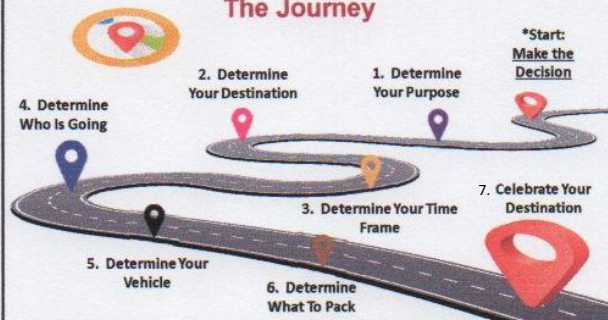 The Journey
*Start:
Make the
Decision
1. Determine
Your Purpose
2. Determine
Your Destination
3. Determine Your Time
Frame
4. Determine
Who Is Going
5. Determine Your
Vehicle
6. Determine
What To Pack
7. Celebrate Your
Destination